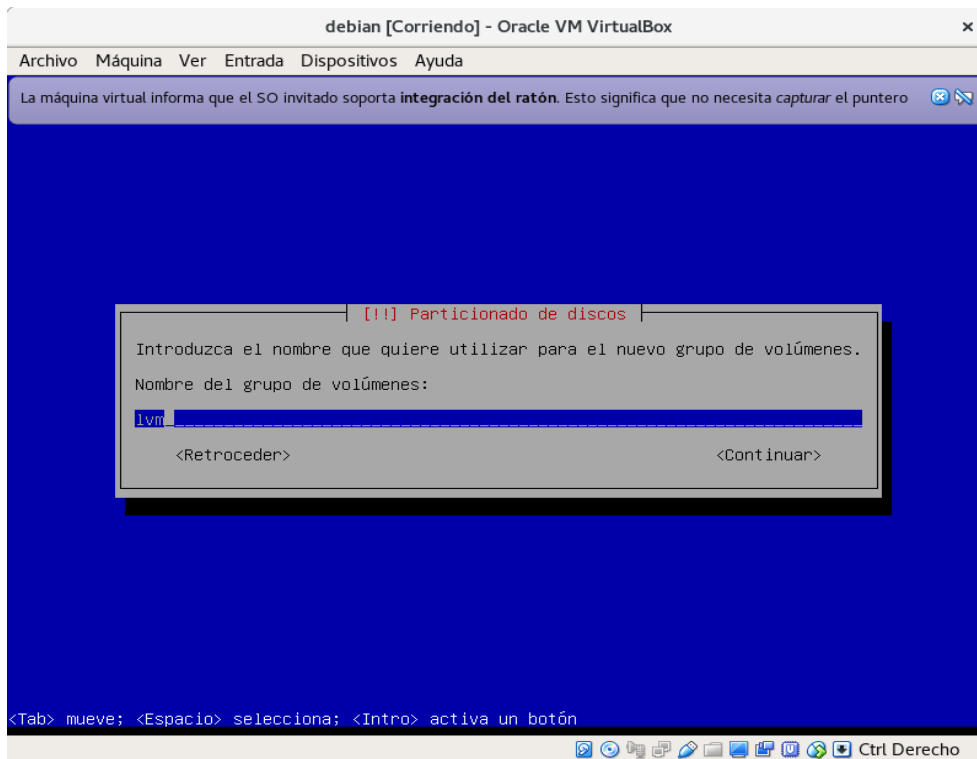 debian [Corriendo] - Oracle VM VirtualBox
Archivo Máquina Ver Entrada Dispositivos Ayuda
La máquina virtual informa que el SO invitado soporta integración del ratón. Esto significa que no necesita capturar el puntero
[!!] Particionado de discos
Introduzca el nombre que quiere utilizar para el nuevo grupo de volúmenes.
Nombre del grupo de volúmenes:
lvm
<Retroceder> <Continuar>
<Tab> mueve; <Espacio> selecciona; <Intro> activa un botón
Ctrl Derecho